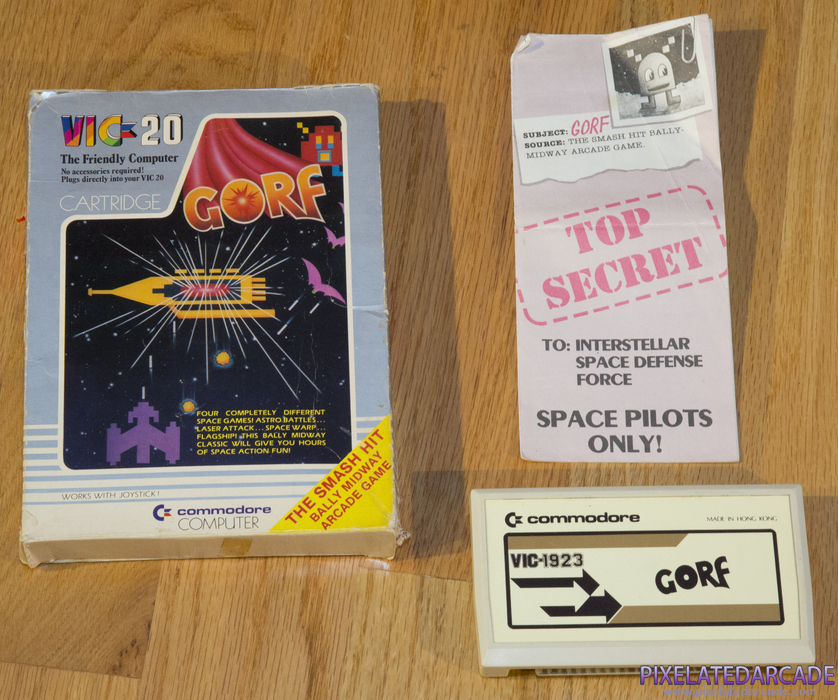 VIC-20
The Friendly Computer
No accessories required!
Plugs directly into your VIC 20
CARTRIDGE
GORF
FOUR COMPLETELY DIFFERENT
SPACE GAMES! ASTRO BATTLES...
LASER ATTACK... SPACE WARP...
FLAGSHIP! THIS BALLY MIDWAY
CLASSIC WILL GIVE YOU HOURS
OF SPACE ACTION FUN!
THE SMASH HIT
BALLY MIDWAY
ARCADE GAME
WORKS WITH JOYSTICK!
commodore
COMPUTER
SUBJECT: GORF
SOURCE: THE SMASH HIT BALLY-
MIDWAY ARCADE GAME.
TOP
SECRET
TO: INTERSTELLAR
SPACE DEFENSE
FORCE
SPACE PILOTS
ONLY!
commodore
MADE IN HONG KONG
VIC-1923
GORF
PIXELATEDARCADE
www.pixelatedarcade.com